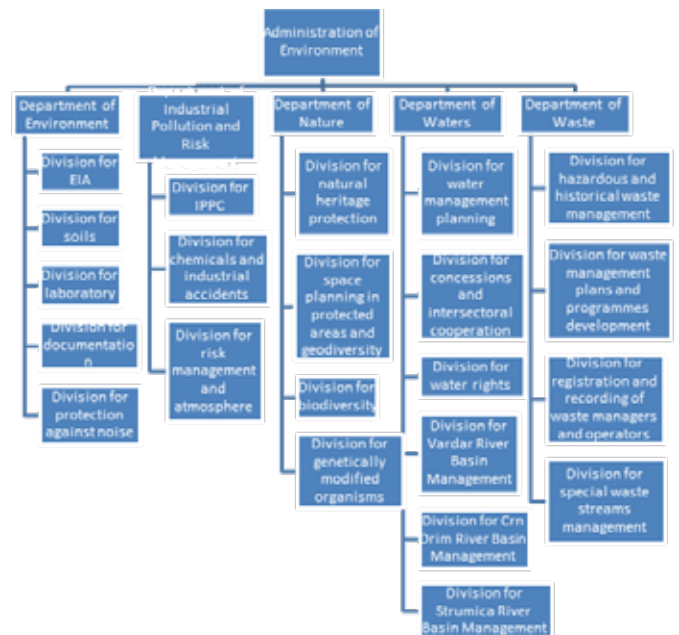 Administration of
Environment
Department of
Environment
Division for
EIA
Division for
soils
Division for
laboratory
Division for
documentatio
n
Division for
protection against noise
Industrial
Pollution and
Risk
Division for
IPPC
Division for
chemicals and
industrial
accidents
Division for
risk
management
and
atmosphere
Department of
Nature
Division for
natural
heritage
protection
Division for
space
planning in
protected
areas and
geodiversity
Division for
biodiversity
Division for
genetically
modified
organisms
Department of
Waters
Division for
water
management
planning
Division for
concessions
and
intersectoral
cooperation
Division for
water rights
Division for
Vardar River
Basin
Management
Division for Crn
Drim River Basin
Management
Division for
Strumica River
Basin Management
Department of
Waste
Division for
hazardous and
historical waste
management
Division for waste
management
plans and
programmes
development
Division for
registration and
recording of
waste managers
and operators
Division for
special waste
streams
management